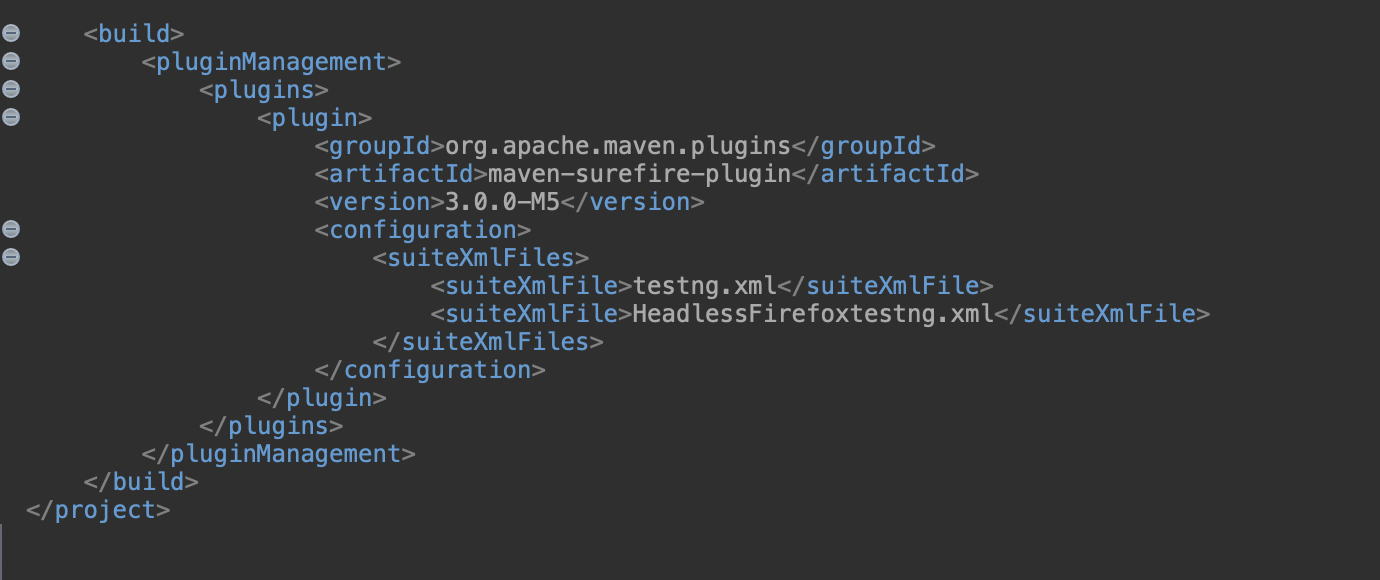 <build>
<pluginManagement>
<plugins>
<plugin>
<groupId>org.apache.maven.plugins</groupId>
<artifactId>maven-surefire-plugin</artifactId>
<version>3.0.0-M5</version>
<configuration>
<suiteXmlFiles>
<suiteXmlFile>testng.xml</suiteXmlFile>
<suiteXmlFile>HeadlessFirefoxtestng.xml</suiteXmlFile>
</suiteXmlFiles>
</configuration>
</plugin>
</plugins>
</pluginManagement>
</build>
</project>